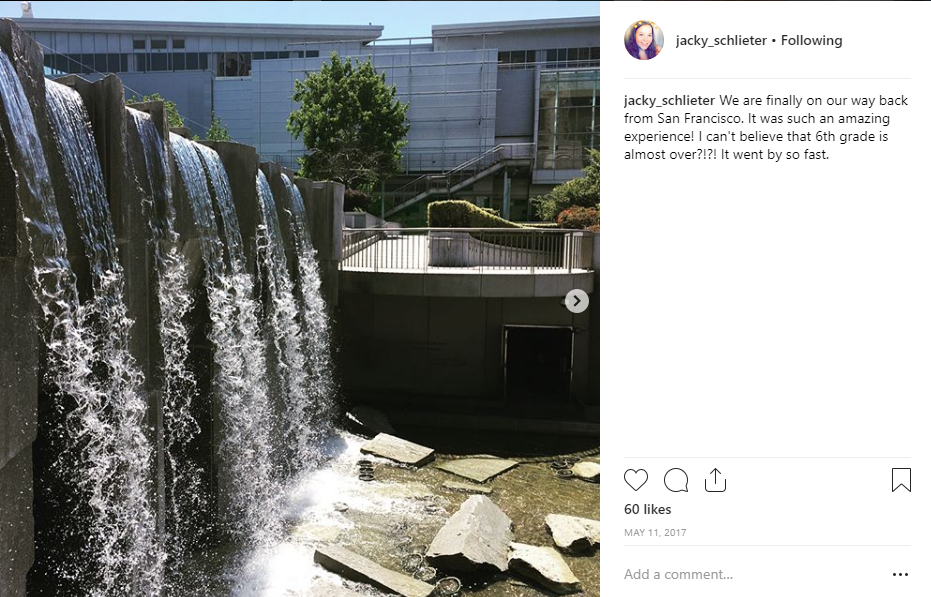 jacky_schlieter • Following
jacky_schlieter We are finally on our way back
from San Francisco. It was such an amazing
experience! I can't believe that 6th grade is
almost over?!?! It went by so fast.
60 likes
MAY 11, 2017
Add a comment...